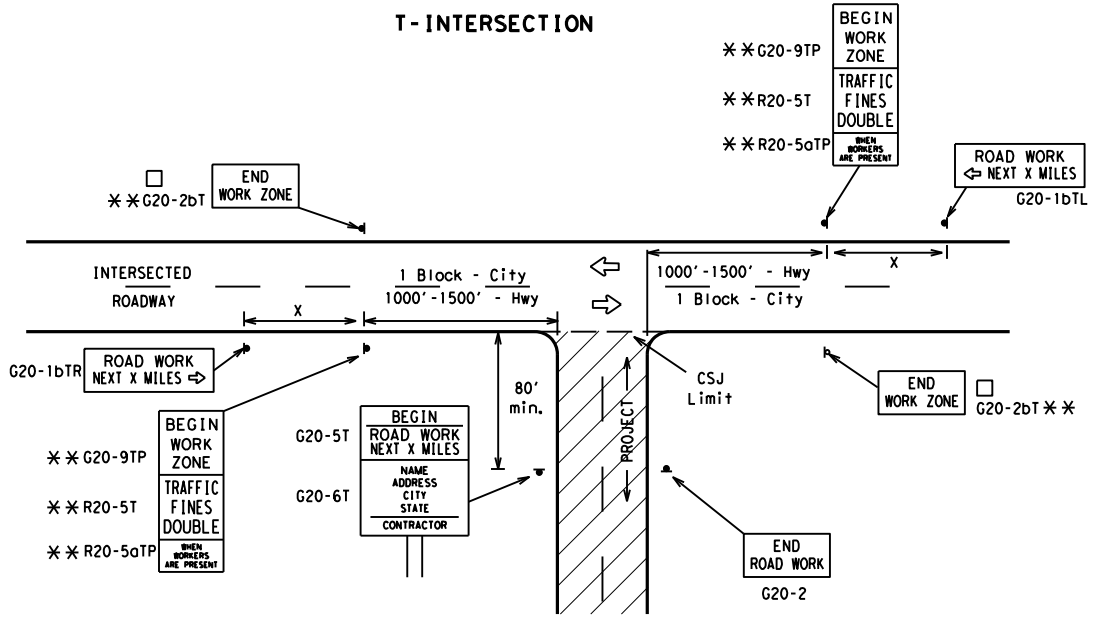 T-INTERSECTION
BEGIN
WORK
ZONE
**G20-9TP
TRAFFIC
FINES
DOUBLE
**R20-5T
WHEN
WORKERS
ARE PRESENT
**R20-5aTP
ROAD WORK
⇦ NEXT X MILES
G20-1bTL
END
WORK ZONE
□
**G20-2bT
INTERSECTED
ROADWAY
1 Block - City
1000'-1500' - Hwy
X
1000'-1500' - Hwy
1 Block - City
X
ROAD WORK
NEXT X MILES ⇨
G20-1bTR
80'
min.
CSJ
Limit
PROJECT
END
WORK ZONE
□
G20-2bT **
BEGIN
WORK
ZONE
**G20-9TP
TRAFFIC
FINES
DOUBLE
**R20-5T
WHEN
WORKERS
ARE PRESENT
**R20-5aTP
G20-5T
BEGIN
ROAD WORK
NEXT X MILES
G20-6T
NAME
ADDRESS
CITY
STATE
CONTRACTOR
END
ROAD WORK
G20-2